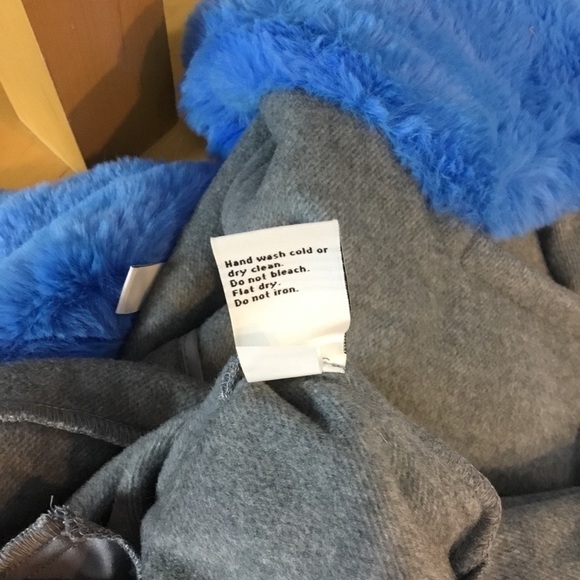 Hand wash cold or
dry clean.
Do not bleach.
Flat dry.
Do not iron.